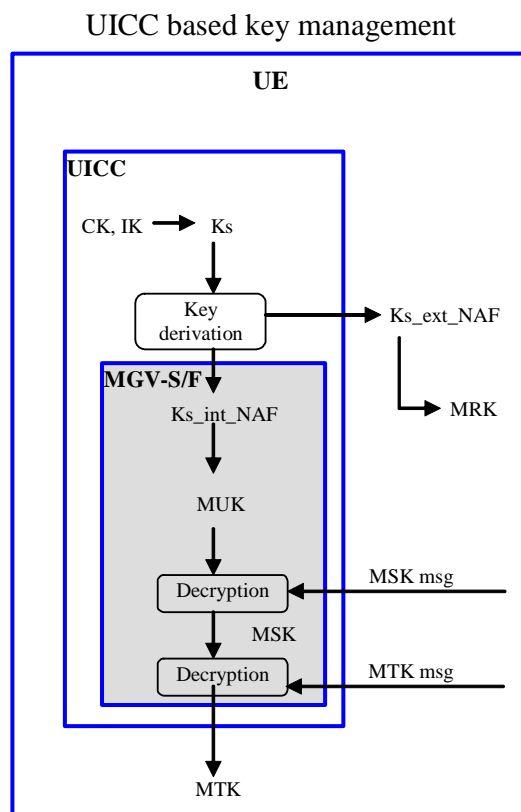 UICC based key management
UE
UICC
CK, IK
Ks
Key
derivation
Ks_ext_NAF
MGV-S/F
Ks_int_NAF
MRK
MUK
MSK msg
Decryption
MSK
MTK msg
Decryption
MTK